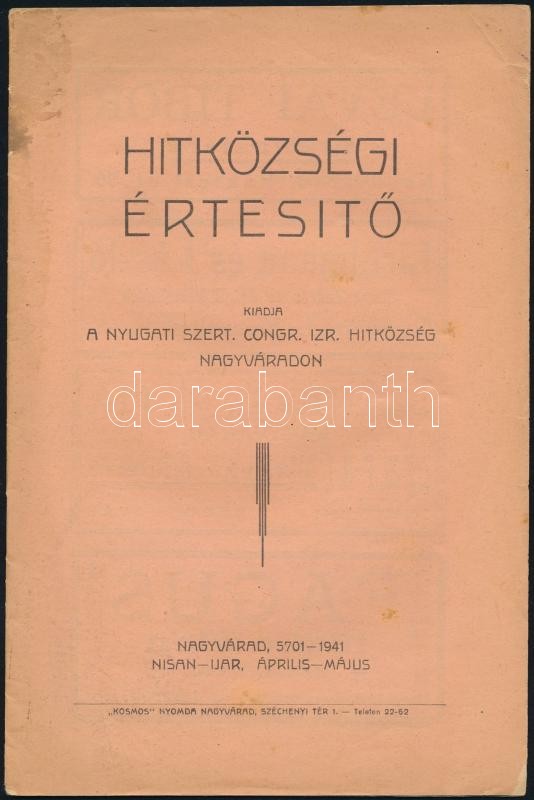 HITKÖZSÉGI
ÉRTESITŐ
KIADJA
A NYUGATI SZERT. CONGR. IZR. HITKÖZSÉG
NAGYVÁRADON
darabanth
NAGYVÁRAD, 5701—1941
NISAN—IJAR, ÁPRILIS—MÁJUS
„KOSMOS" NYOMDA NAGYVÁRAD, SZÉCHENYI TÉR 1. — Telefon 22-62